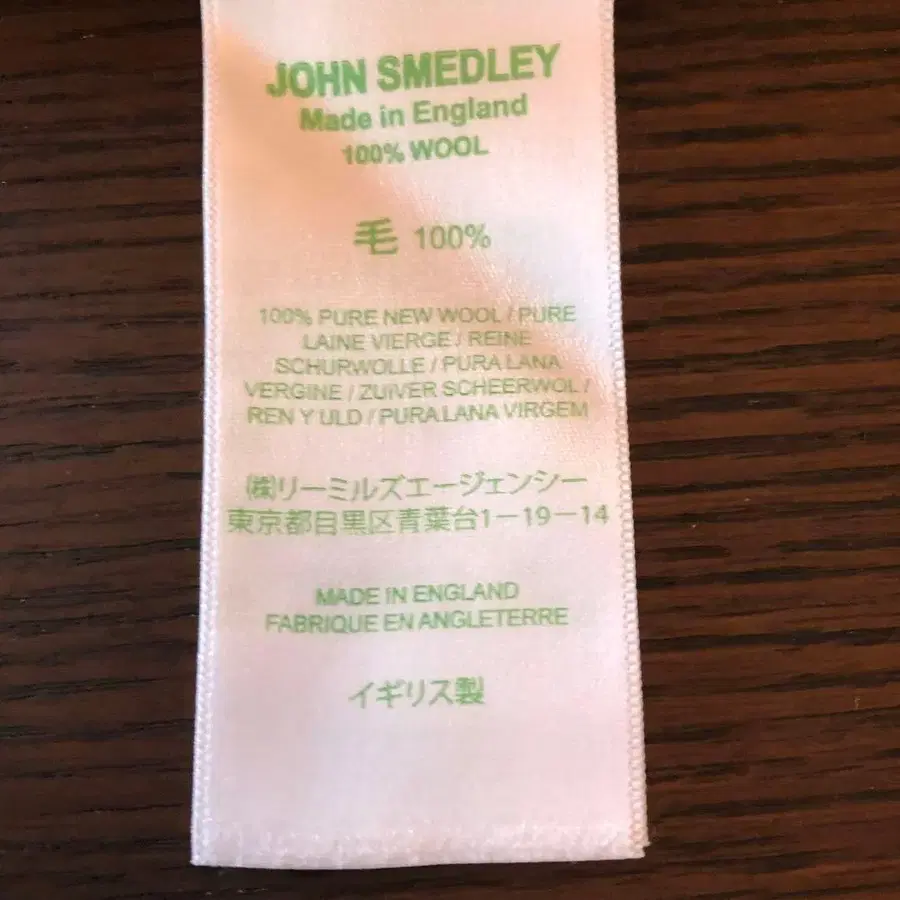 JOHN SMEDLEY
Made in England
100% WOOL
毛 100%
100% PURE NEW WOOL / PURE
LAINE VIERGE / REINE
SCHURWOLLE / PURA LANA
VERGINE / ZUIVER SCHEERWOL /
REN Y ULD / PURA LANA VIRGEM
㈱リーミルズエージェンシー
東京都目黒区青葉台1-19-14
MADE IN ENGLAND
FABRIQUE EN ANGLETERRE
イギリス製